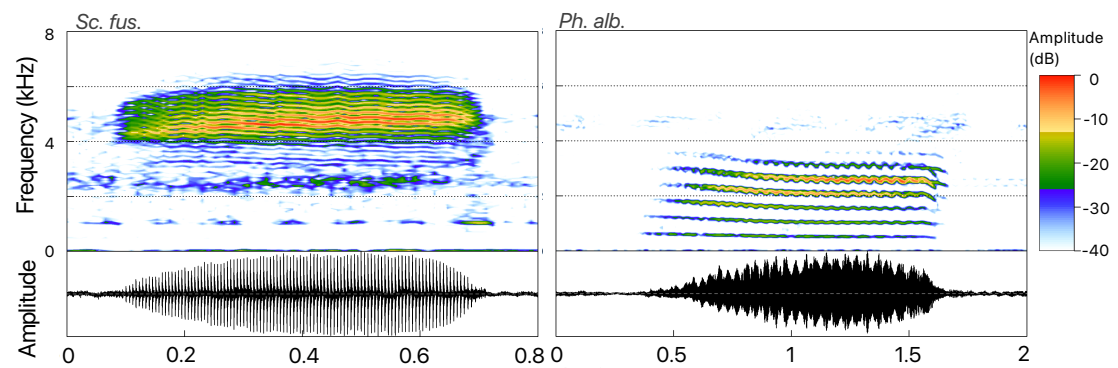 Sc. fus.
Ph. alb.
Amplitude
(dB)
8
4
0
Frequency (kHz)
0
-10
-20
-30
-40
Amplitude
0 0.2 0.4 0.6 0.8
0 0.5 1 1.5 2